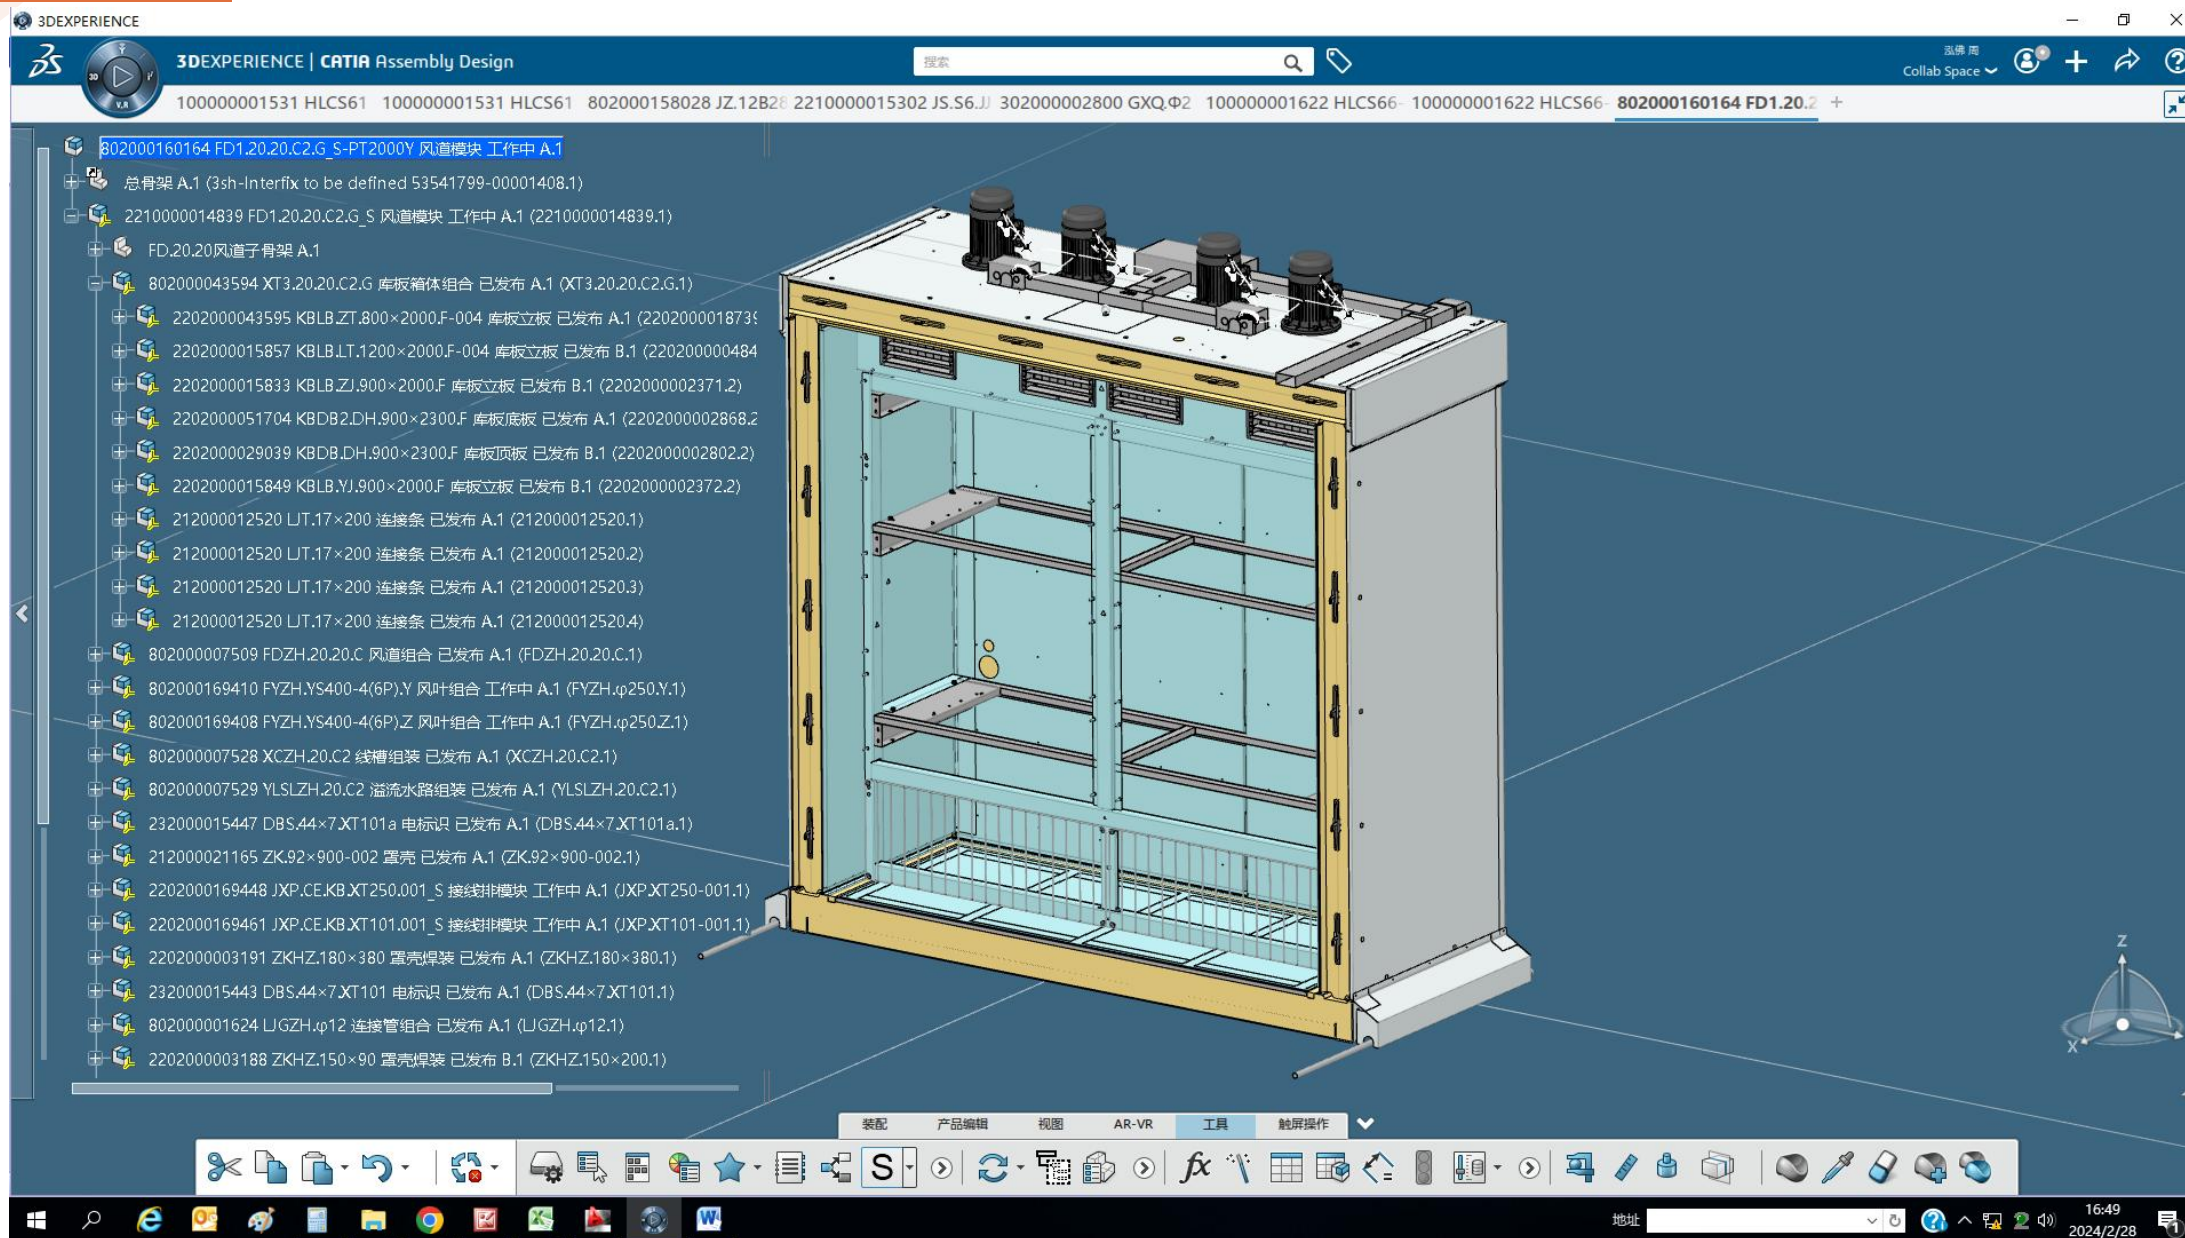 3DEXPERIENCE
3DEXPERIENCE | CATIA Assembly Design
搜索
泓佛 周
Collab Space
3D
V.R
100000001531 HLCS61
100000001531 HLCS61
802000158028 JZ.12B28
2210000015302 JS.S6.JJ
302000002800 GXQ.Φ2
100000001622 HLCS66-
100000001622 HLCS66-
802000160164 FD1.20.2
802000160164 FD1.20.20.C2.G_S-PT2000Y 风道模块 工作中 A.1
总骨架 A.1 (3sh-Interfix to be defined 53541799-00001408.1)
2210000014839 FD1.20.20.C2.G_S 风道模块 工作中 A.1 (2210000014839.1)
FD.20.20风道子骨架 A.1
802000043594 XT3.20.20.C2.G 库板箱体组合 已发布 A.1 (XT3.20.20.C2.G.1)
2202000043595 KBLB.ZT.800×2000.F-004 库板立板 已发布 A.1 (2202000018739
2202000015857 KBLB.LT.1200×2000.F-004 库板立板 已发布 B.1 (220200000484
2202000015833 KBLB.ZJ.900×2000.F 库板立板 已发布 B.1 (2202000002371.2)
2202000051704 KBDB2.DH.900×2300.F 库板底板 已发布 A.1 (2202000002868.2
2202000029039 KBDB.DH.900×2300.F 库板顶板 已发布 B.1 (2202000002802.2)
2202000015849 KBLB.YJ.900×2000.F 库板立板 已发布 B.1 (2202000002372.2)
212000012520 LJT.17×200 连接条 已发布 A.1 (212000012520.1)
212000012520 LJT.17×200 连接条 已发布 A.1 (212000012520.2)
212000012520 LJT.17×200 连接条 已发布 A.1 (212000012520.3)
212000012520 LJT.17×200 连接条 已发布 A.1 (212000012520.4)
802000007509 FDZH.20.20.C 风道组合 已发布 A.1 (FDZH.20.20.C.1)
802000169410 FYZH.YS400-4(6P).Y 风叶组合 工作中 A.1 (FYZH.φ250.Y.1)
802000169408 FYZH.YS400-4(6P).Z 风叶组合 工作中 A.1 (FYZH.φ250.Z.1)
802000007528 XCZH.20.C2 线槽组装 已发布 A.1 (XCZH.20.C2.1)
802000007529 YLSLZH.20.C2 溢流水路组装 已发布 A.1 (YLSLZH.20.C2.1)
232000015447 DBS.44×7.XT101a 电标识 已发布 A.1 (DBS.44×7.XT101a.1)
212000021165 ZK.92×900-002 罩壳 已发布 A.1 (ZK.92×900-002.1)
2202000169448 JXP.CE.KB.XT250.001_S 接线排模块 工作中 A.1 (JXP.XT250-001.1)
2202000169461 JXP.CE.KB.XT101.001_S 接线排模块 工作中 A.1 (JXP.XT101-001.1)
2202000003191 ZKHZ.180×380 罩壳焊装 已发布 A.1 (ZKHZ.180×380.1)
232000015443 DBS.44×7.XT101 电标识 已发布 A.1 (DBS.44×7.XT101.1)
802000001624 LJGZH.φ12 连接管组合 已发布 A.1 (LJGZH.φ12.1)
2202000003188 ZKHZ.150×90 罩壳焊装 已发布 B.1 (ZKHZ.150×200.1)
Z
X
装配
产品编辑
视图
AR-VR
工具
触屏操作
S
fx
地址
16:49
2024/2/28